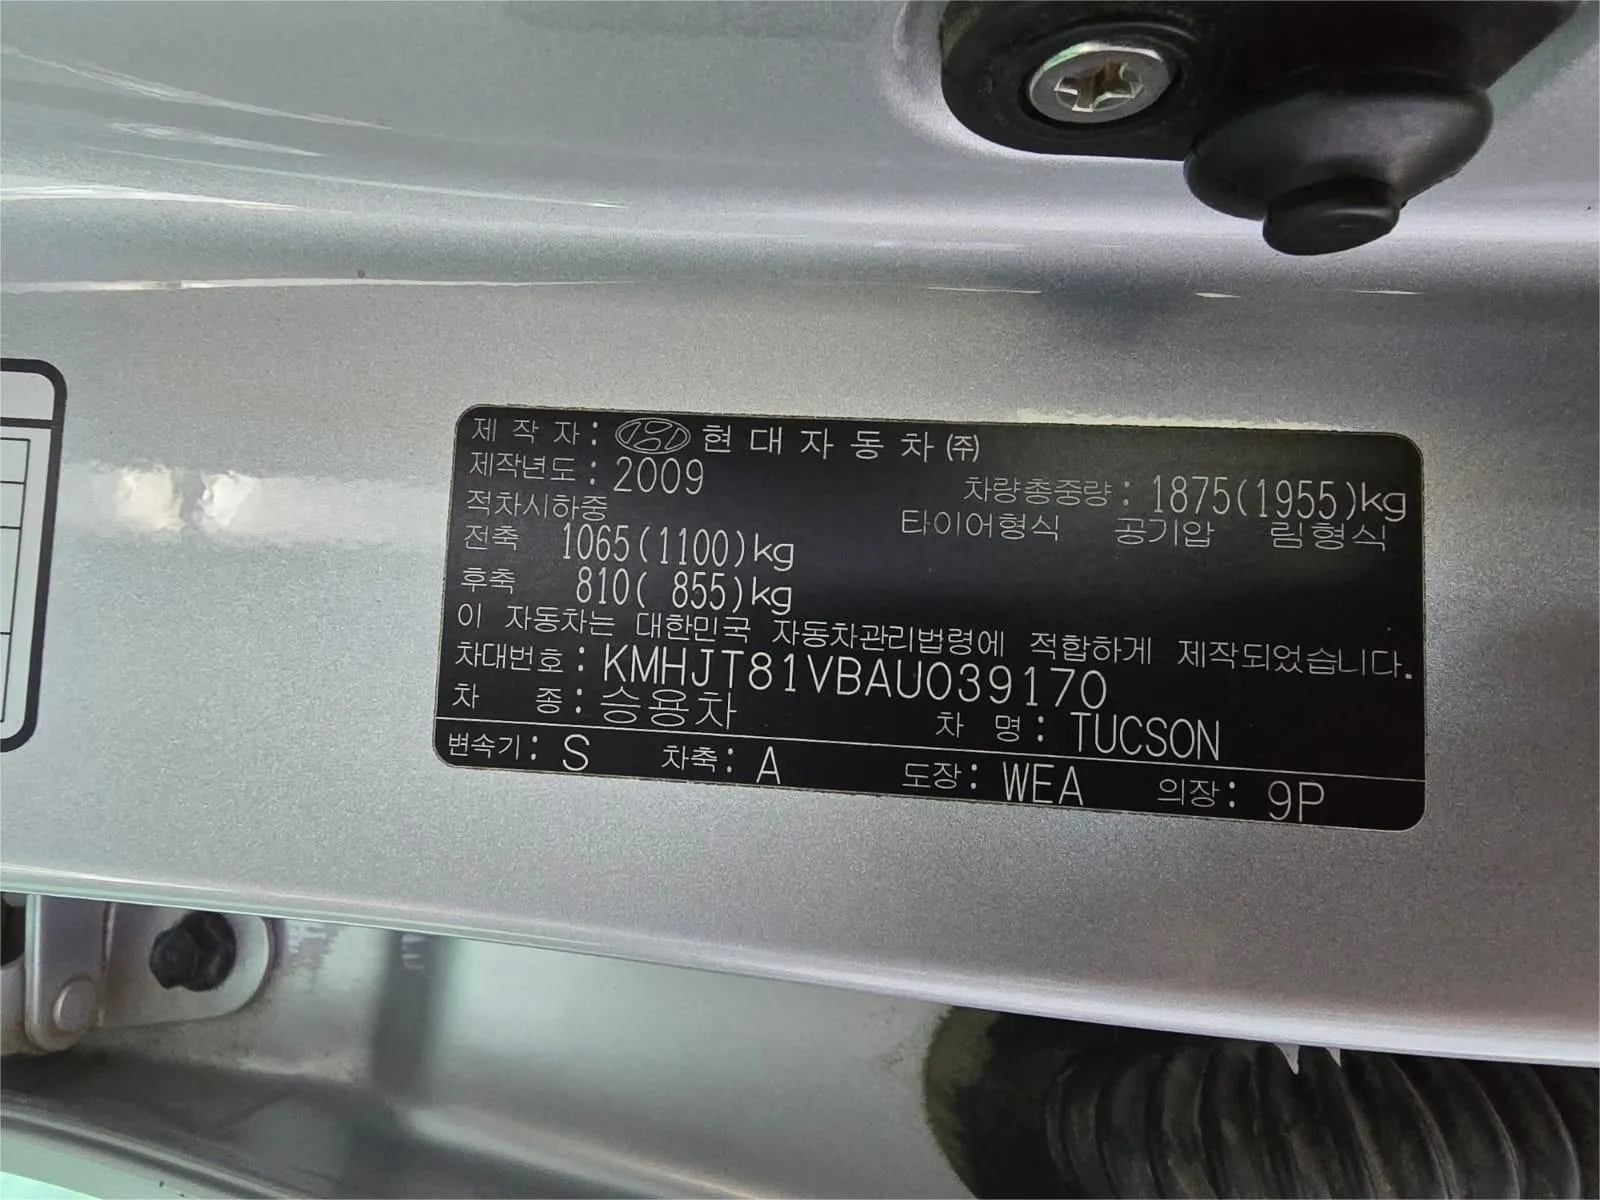 제 작 자 : 현 대 자 동 차 ㈜
제작년도 : 2009
차량총중량 : 1875(1955)kg
적차시하중
타이어형식 공기압 림형식
전축 1065(1100)kg
후축 810( 855)kg
이 자동차는 대한민국 자동차관리법령에 적합하게 제작되었습니다.
차대번호 : KMHJT81VBAU039170
차 종 : 승용차 차 명 : TUCSON
변속기 : S 차축 : A 도장 : WEA 의장 : 9P